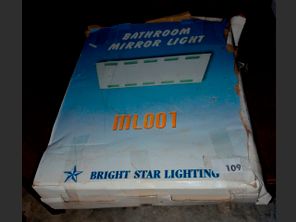 BATHROOM
MIRROR LIGHT
ML001
BRIGHT STAR LIGHTING
109